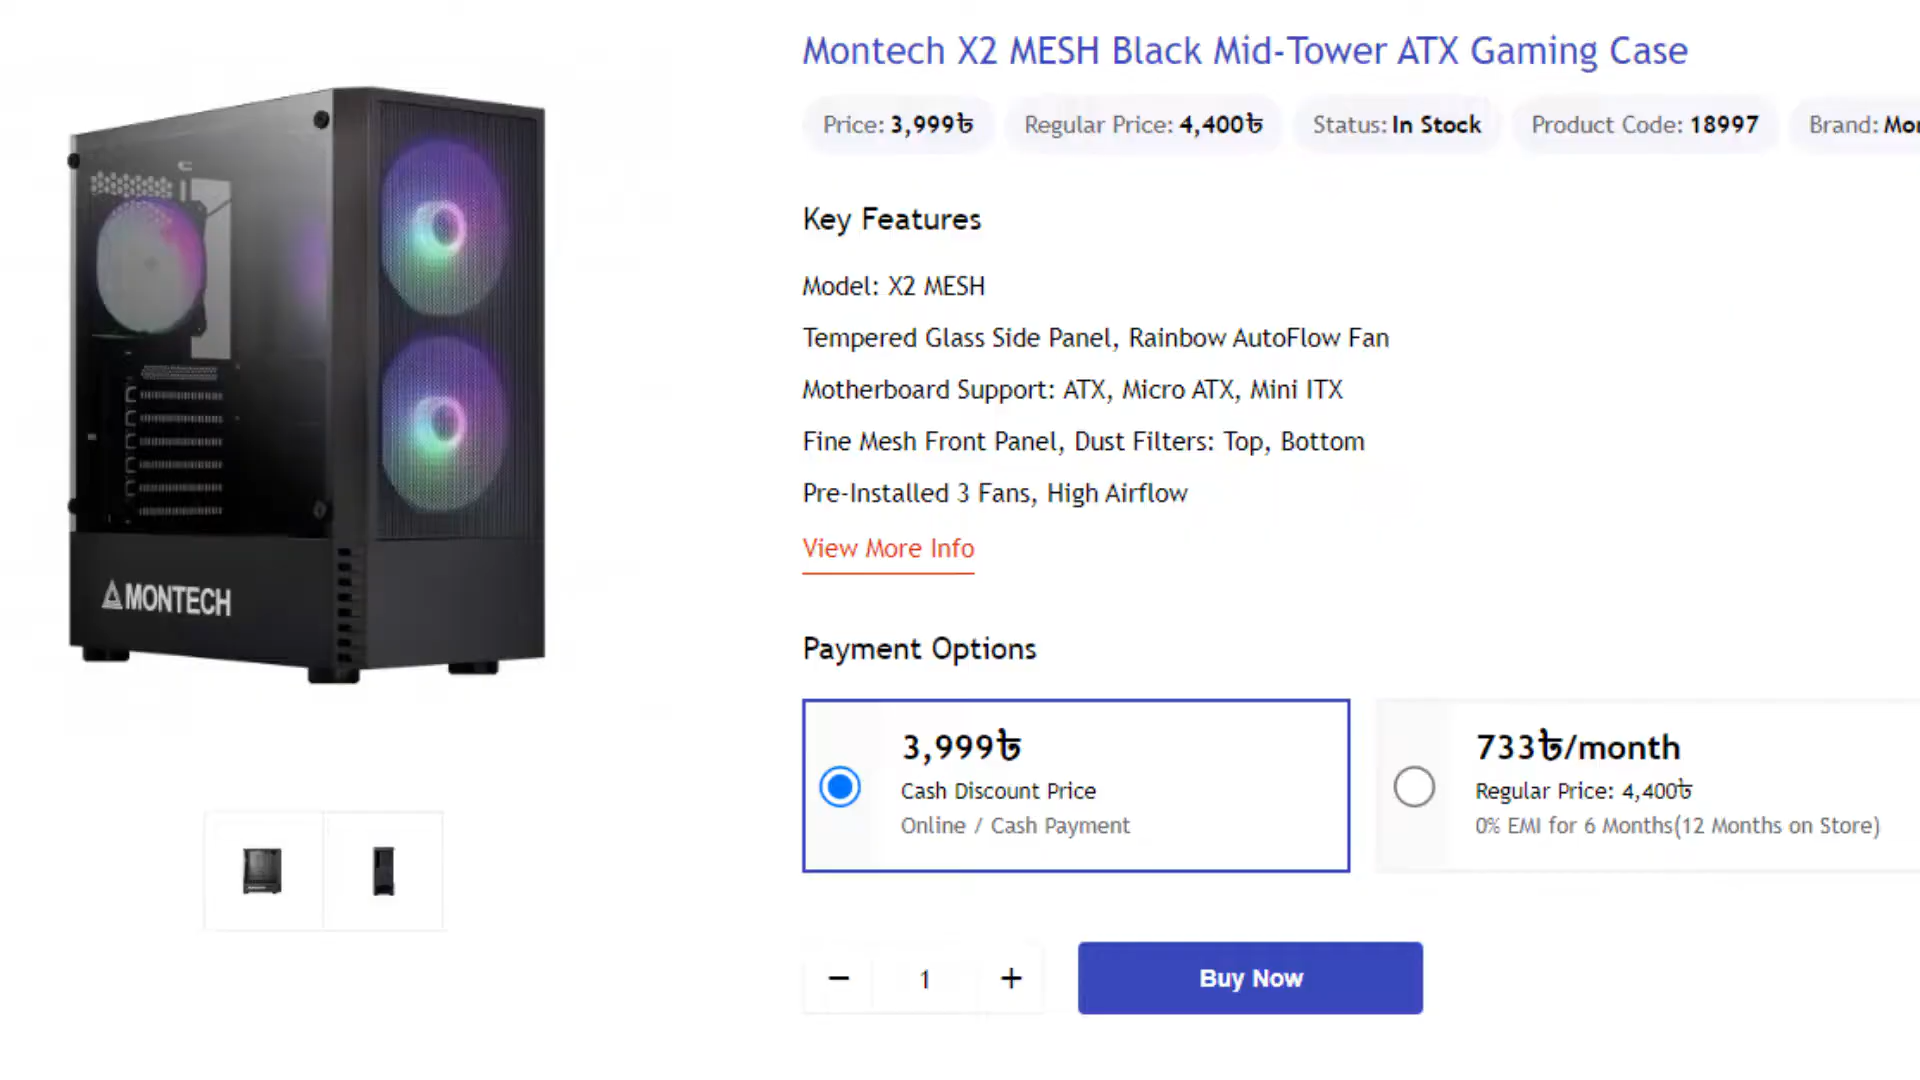 Montech X2 MESH Black Mid-Tower ATX Gaming Case
Price: 3,999৳ Regular Price: 4,400৳ Status: In Stock Product Code: 18997 Brand:
Key Features
Model: X2 MESH
Tempered Glass Side Panel, Rainbow AutoFlow Fan
Motherboard Support: ATX, Micro ATX, Mini ITX
Fine Mesh Front Panel, Dust Filters: Top, Bottom
Pre-Installed 3 Fans, High Airflow
View More Info
MONTECH
Payment Options
3,999৳
Cash Discount Price
Online / Cash Payment
733৳/month
Regular Price: 4,400৳
0% EMI for 6 Months(12 Months on Store)
1
Buy Now